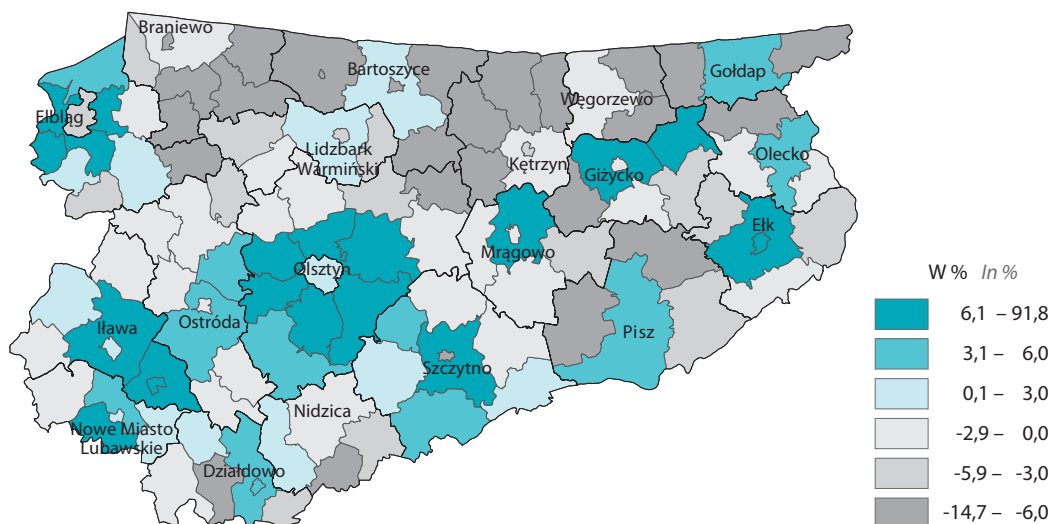 Braniewo
Bartoszyce
Gołdap
Węgorzewo
Elbląg
Lidzbark
Warmiński
Kętrzyn
Giżycko
Olecko
Ełk
Mrągowo
Olsztyn
Iława
Ostróda
Pisz
Szczytno
Nidzica
Nowe Miasto
Lubawskie
Działdowo
W % In %
6,1 – 91,8
3,1 – 6,0
0,1 – 3,0
-2,9 – 0,0
-5,9 – -3,0
-14,7 – -6,0